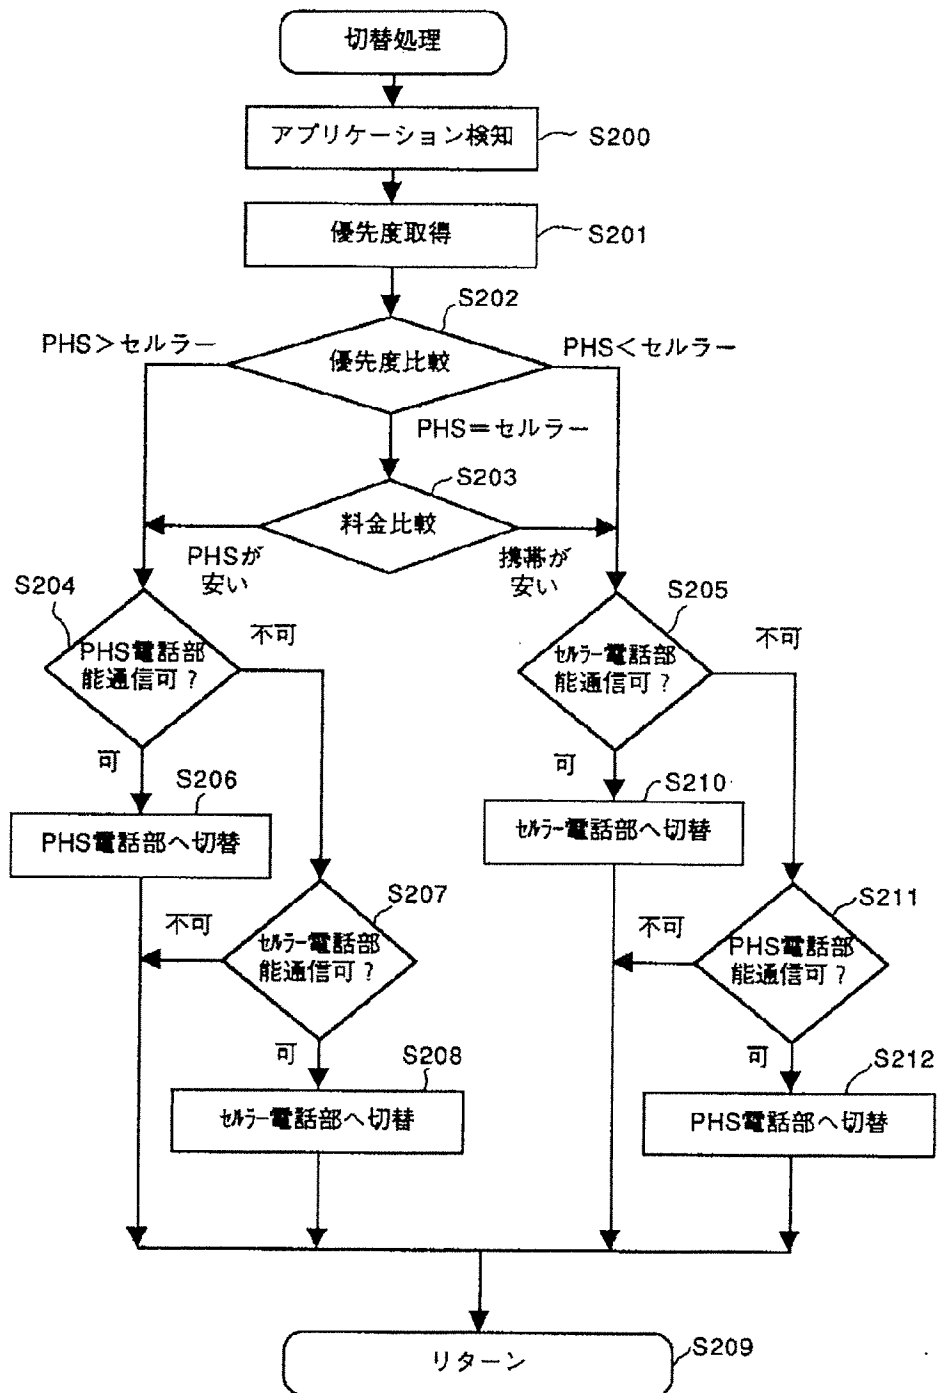 切替処理
アプリケーション検知
S200
優先度取得
S201
S202
PHS＞セルラー
優先度比較
PHS＜セルラー
PHS＝セルラー
S203
料金比較
PHSが
安い
携帯が
安い
S204
PHS電話部
能通信可？
不可
可
S205
セルラー電話部
能通信可？
不可
可
S206
PHS電話部へ切替
S210
セルラー電話部へ切替
S207
不可
セルラー電話部
能通信可？
可
S211
不可
PHS電話部
能通信可？
可
S208
セルラー電話部へ切替
S212
PHS電話部へ切替
リターン
S209